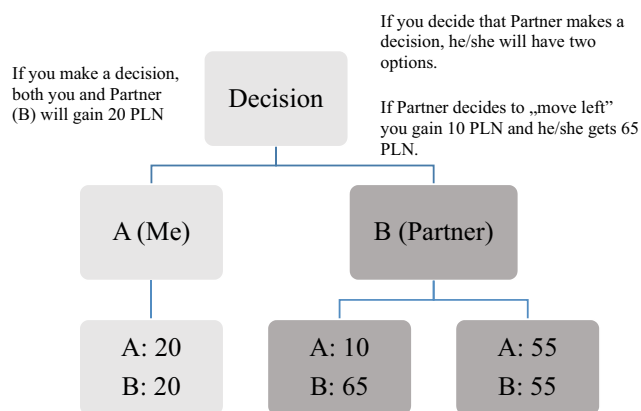 If you make a decision,
both you and Partner
(B) will gain 20 PLN
Decision
If you decide that Partner makes a
decision, he/she will have two
options.
If Partner decides to „move left”
you gain 10 PLN and he/she gets 65
PLN.
A (Me)
B (Partner)
A: 20
B: 20
A: 10
B: 65
A: 55
B: 55